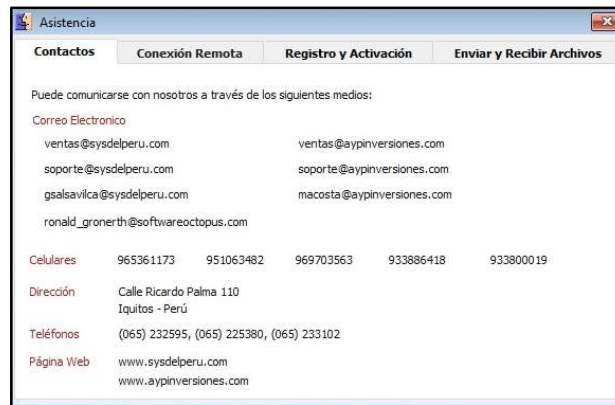 Asistencia
Contactos Conexión Remota Registro y Activación Enviar y Recibir Archivos
Puede comunicarse con nosotros a través de los siguientes medios:
Correo Electronico
ventas@sysdelperu.com ventas@aypinversiones.com
soporte@sysdelperu.com soporte@aypinversiones.com
gsalsavilca@sysdelperu.com macosta@aypinversiones.com
ronald_gronerth@softwareoctopus.com
Celulares 965361173 951063482 969703563 933886418 933800019
Dirección Calle Ricardo Palma 110
Iquitos - Perú
Teléfonos (065) 232595, (065) 225380, (065) 233102
Página Web www.sysdelperu.com
www.aypinversiones.com